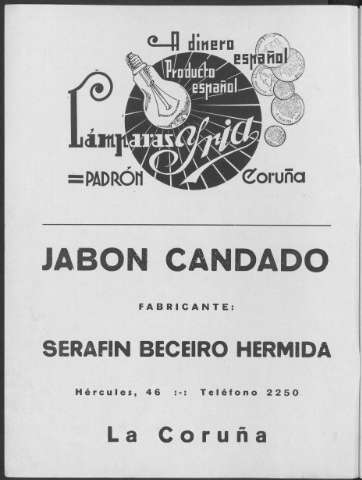 A dinero español
Producto español
Lámparas Iria
=PADRÓN Coruña
JABON CANDADO
FABRICANTE:
SERAFIN BECEIRO HERMIDA
Hércules, 46 :-: Teléfono 2250
La Coruña